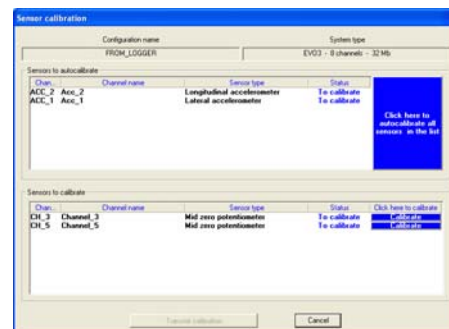 Sensor calibration
Configuration name System type
FROM_LOGGER EVO3 - 8 channels - 32 Mb
Sensors to autocalibrate
Chan... Channel name Sensor type Status
ACC_2 Acc_2 Longitudinal accelerometer To calibrate
ACC_1 Acc_1 Lateral accelerometer To calibrate
Click here to
autocalibrate all
sensors in the list
Sensors to calibrate
Chan... Channel name Sensor type Status Click here to calibrate
CH_3 Channel_3 Mid zero potentiometer To calibrate Calibrate
CH_5 Channel_5 Mid zero potentiometer To calibrate Calibrate
Transmit calibration Cancel